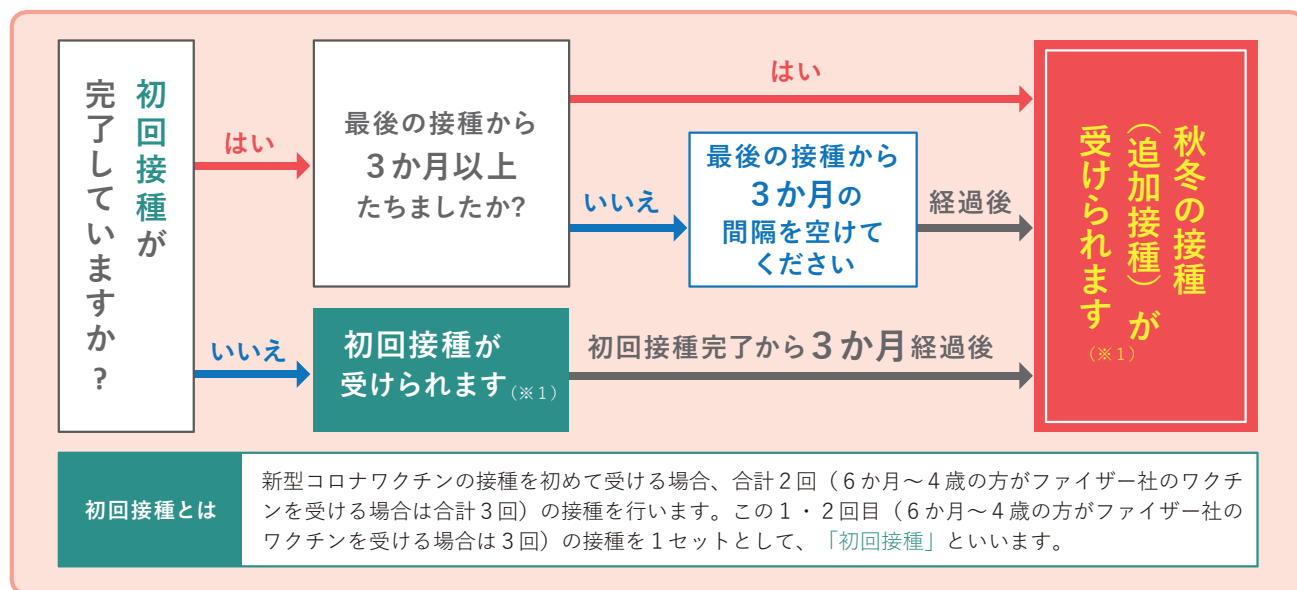 初回接種が
完了していますか？
はい
いいえ
最後の接種から
３か月以上
たちましたか？
はい
いいえ
最後の接種から
３か月の
間隔を空けて
ください
経過後
初回接種が
受けられます（※１）
初回接種完了から３か月経過後
秋冬の接種
（追加接種）が
受けられます
（※１）
初回接種とは
新型コロナワクチンの接種を初めて受ける場合、合計２回（６か月～４歳の方がファイザー社のワクチ
ンを受ける場合は合計３回）の接種を行います。この１・２回目（６か月～４歳の方がファイザー社の
ワクチンを受ける場合は３回）の接種を１セットとして、「初回接種」といいます。